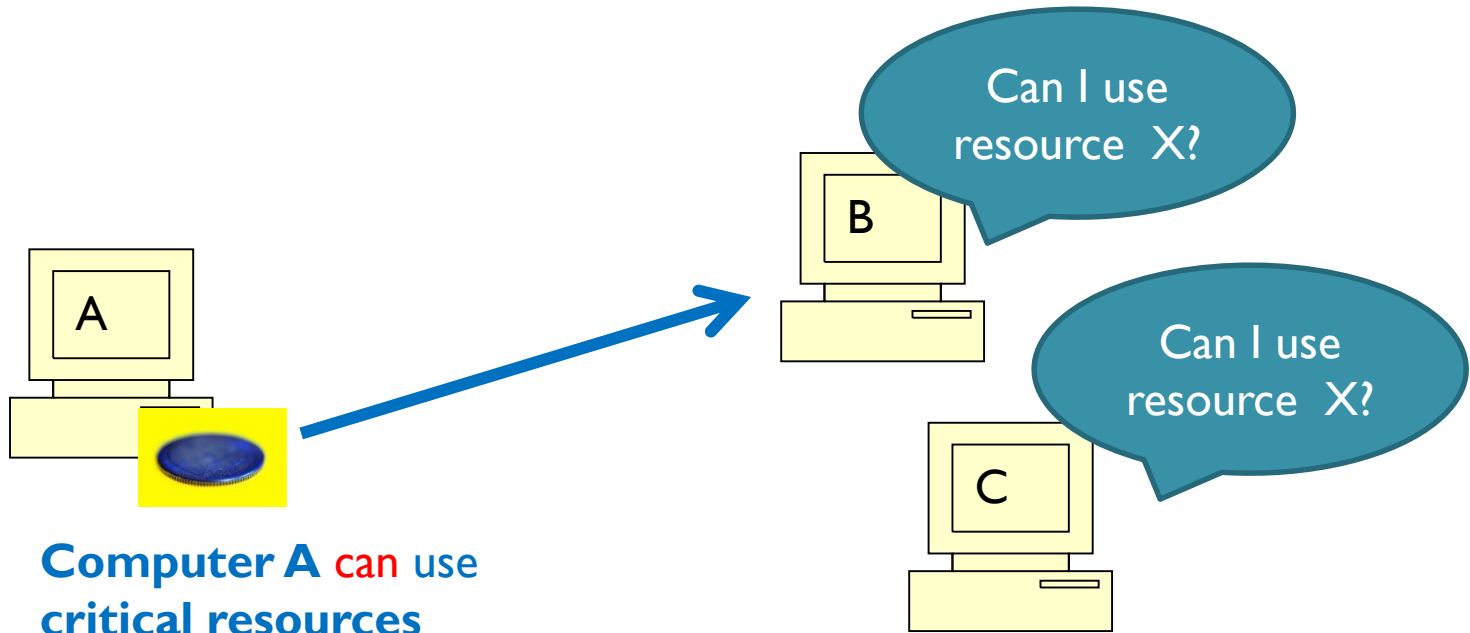 Can I use
resource X?
B
A
Can I use
resource X?
C
Computer A can use
critical resources